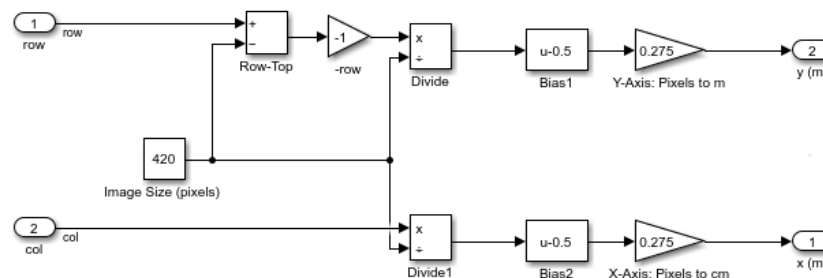 1
row
row
+
−
Row-Top
-1
-row
x
÷
Divide
u-0.5
Bias1
0.275
Y-Axis: Pixels to m
2
y (m
420
Image Size (pixels)
2
col
col
x
÷
Divide1
u-0.5
Bias2
0.275
X-Axis: Pixels to cm
1
x (m